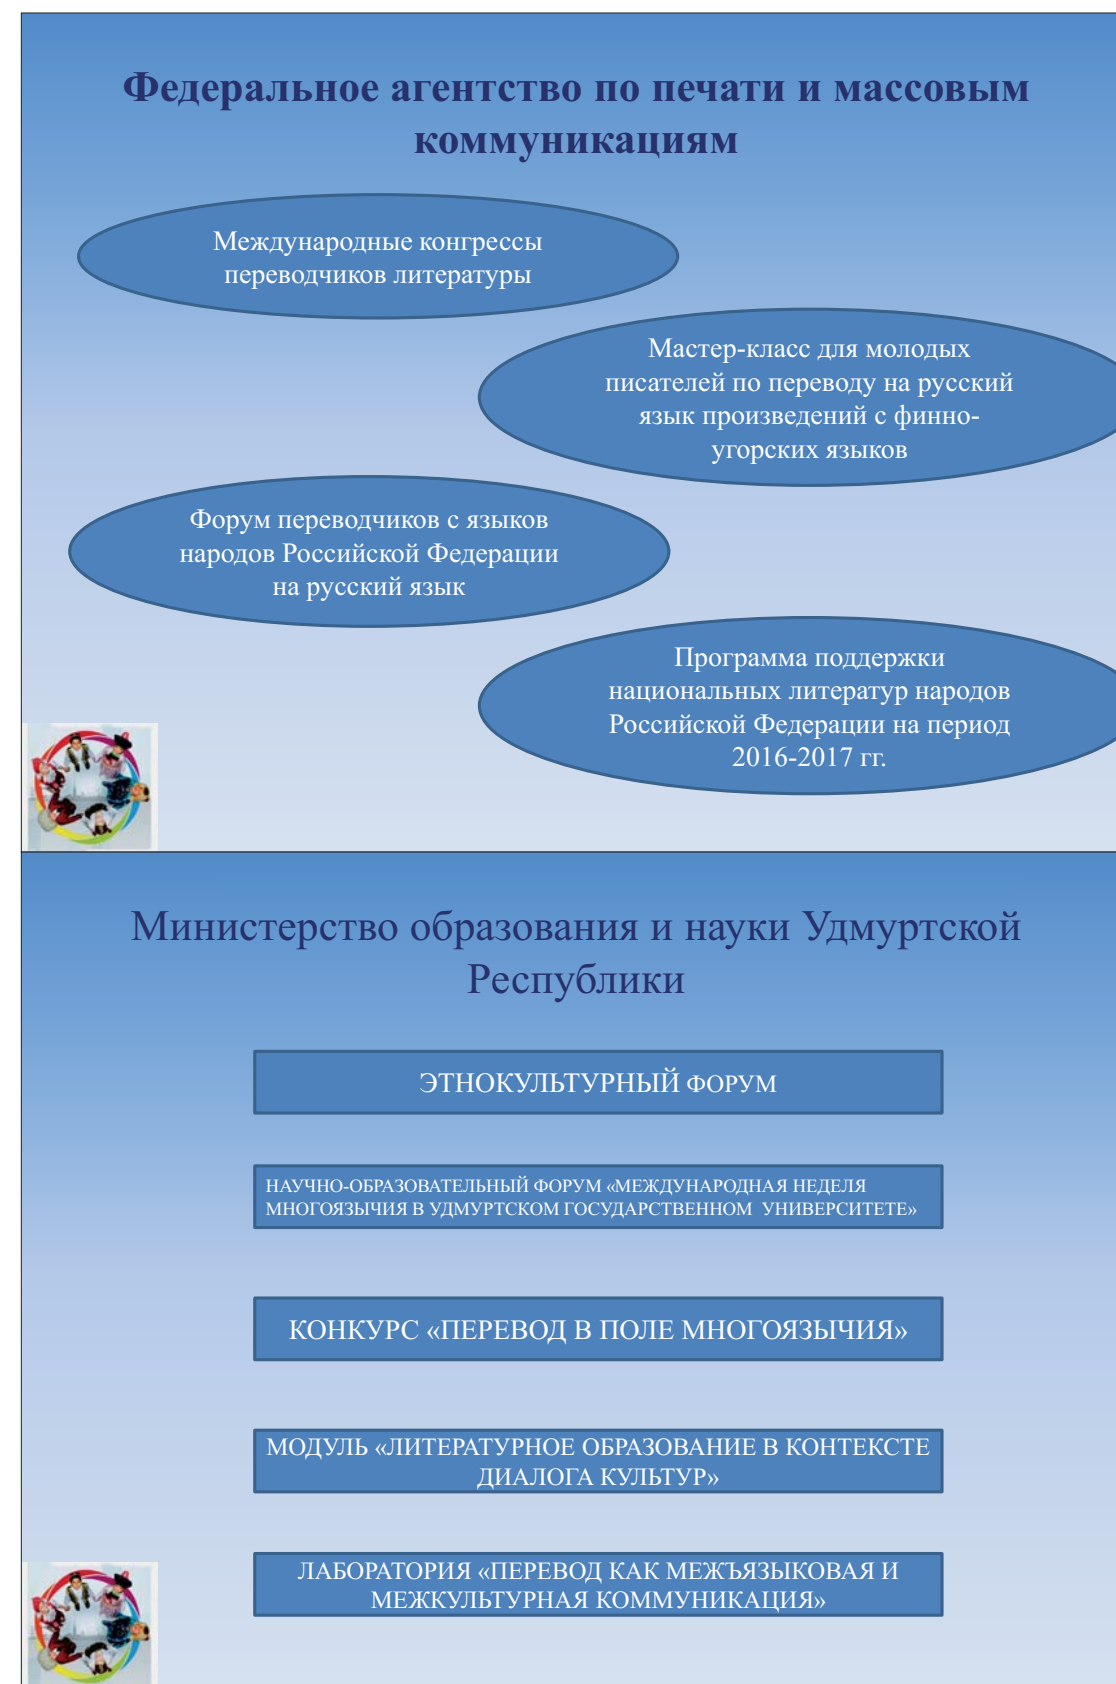 Федеральное агентство по печати и массовым
коммуникациям
Международные конгрессы
переводчиков литературы
Мастер-класс для молодых
писателей по переводу на русский
язык произведений с финно-
угорских языков
Форум переводчиков с языков
народов Российской Федерации
на русский язык
Программа поддержки
национальных литератур народов
Российской Федерации на период
2016-2017 гг.
Министерство образования и науки Удмуртской
Республики
ЭТНОКУЛЬТУРНЫЙ ФОРУМ
НАУЧНО-ОБРАЗОВАТЕЛЬНЫЙ ФОРУМ «МЕЖДУНАРОДНАЯ НЕДЕЛЯ
МНОГОЯЗЫЧИЯ В УДМУРТСКОМ ГОСУДАРСТВЕННОМ УНИВЕРСИТЕТЕ»
КОНКУРС «ПЕРЕВОД В ПОЛЕ МНОГОЯЗЫЧИЯ»
МОДУЛЬ «ЛИТЕРАТУРНОЕ ОБРАЗОВАНИЕ В КОНТЕКСТЕ
ДИАЛОГА КУЛЬТУР»
ЛАБОРАТОРИЯ «ПЕРЕВОД КАК МЕЖЪЯЗЫКОВАЯ И
МЕЖКУЛЬТУРНАЯ КОММУНИКАЦИЯ»